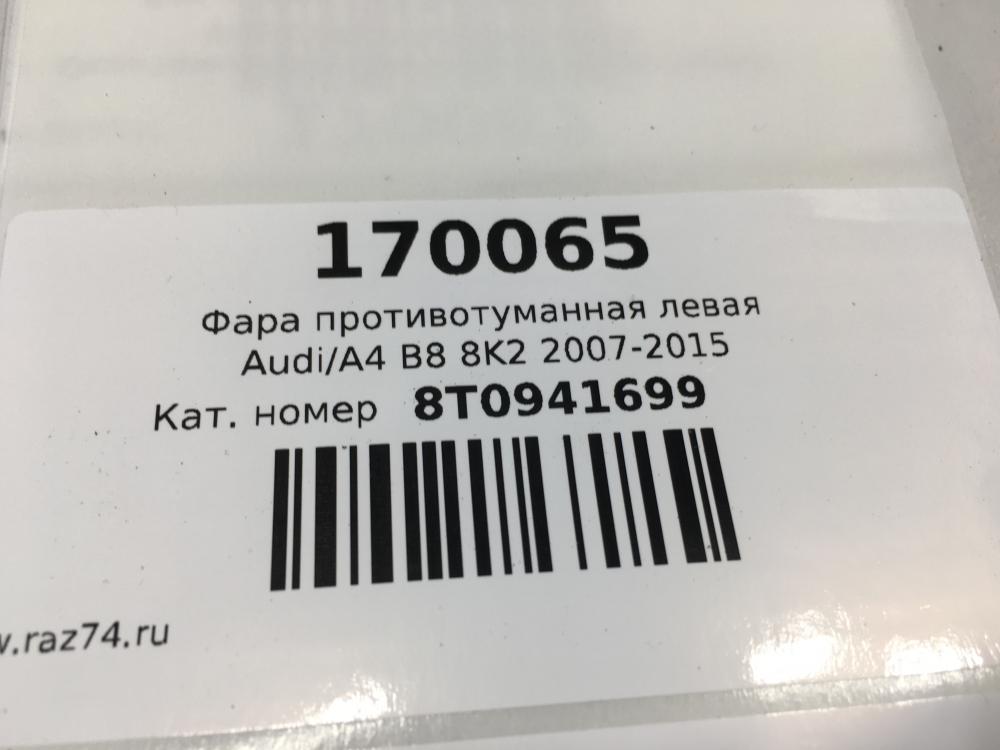 170065
Фара противотуманная левая
Audi/A4 B8 8K2 2007-2015
Кат. номер 8T0941699
.raz74.ru